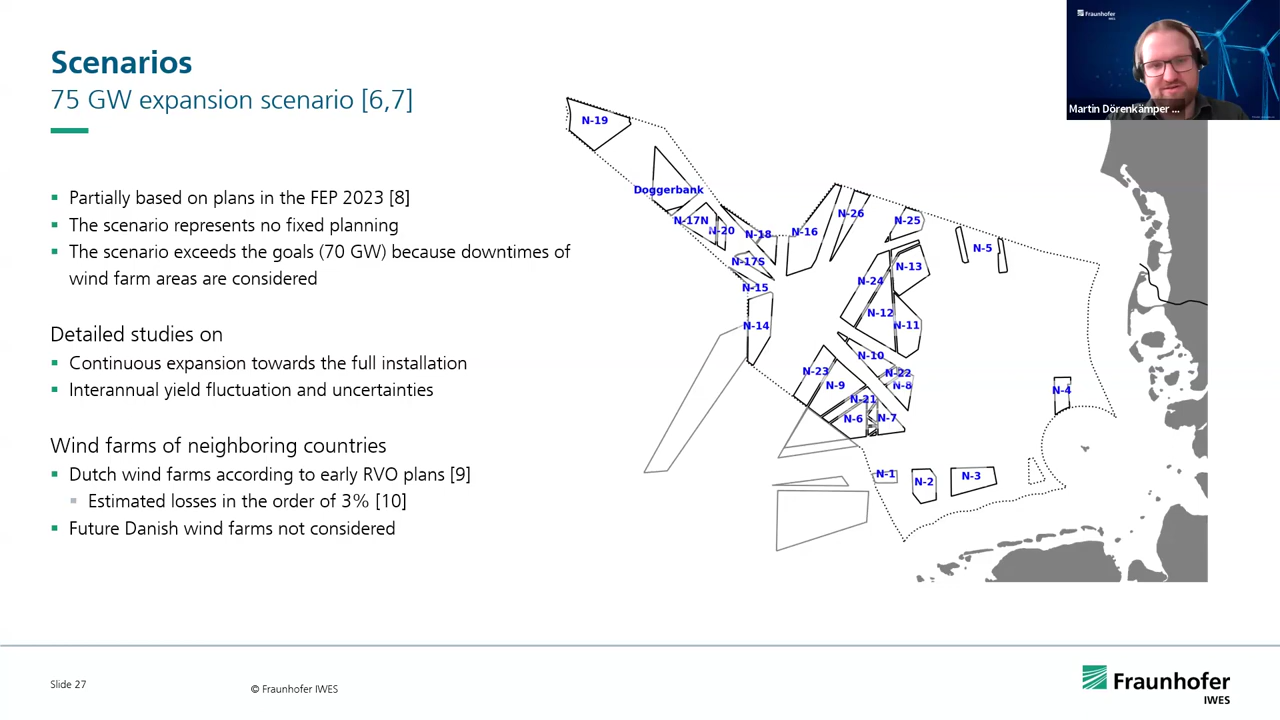 Scenarios
75 GW expansion scenario [6,7]
Partially based on plans in the FEP 2023 [8]
The scenario represents no fixed planning
The scenario exceeds the goals (70 GW) because downtimes of
wind farm areas are considered
Detailed studies on
Continuous expansion towards the full installation
Interannual yield fluctuation and uncertainties
Wind farms of neighboring countries
Dutch wind farms according to early RVO plans [9]
Estimated losses in the order of 3% [10]
Future Danish wind farms not considered
N-19
Doggerbank
N-17N
N-20
N-18
N-16
N-26
N-25
N-5
N-17S
N-13
N-15
N-24
N-14
N-12
N-11
N-10
N-23
N-22
N-9
N-8
N-4
N-21
N-6
N-7
N-1
N-2
N-3
Fraunhofer
IWES
Martin Dörenkämper ...
Slide 27
© Fraunhofer IWES
Fraunhofer
IWES